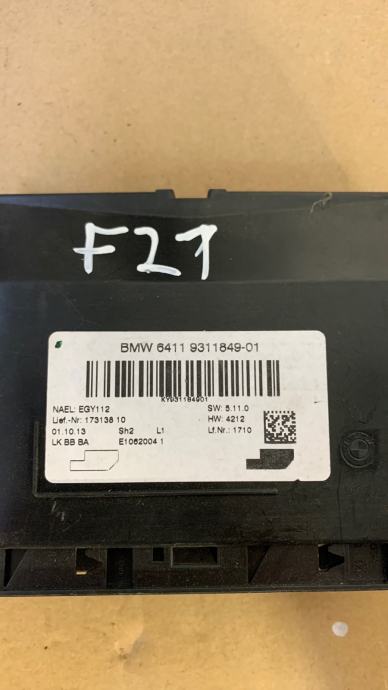 F21
BMW 6411 9311849-01
KY931184901
NAEL: EGY112
SW: 5.11.0
Lief.-Nr: 173138 10
HW: 4212
01.10.13 Sh2 L1
Lf.Nr.: 1710
LK BB BA E1062004 1